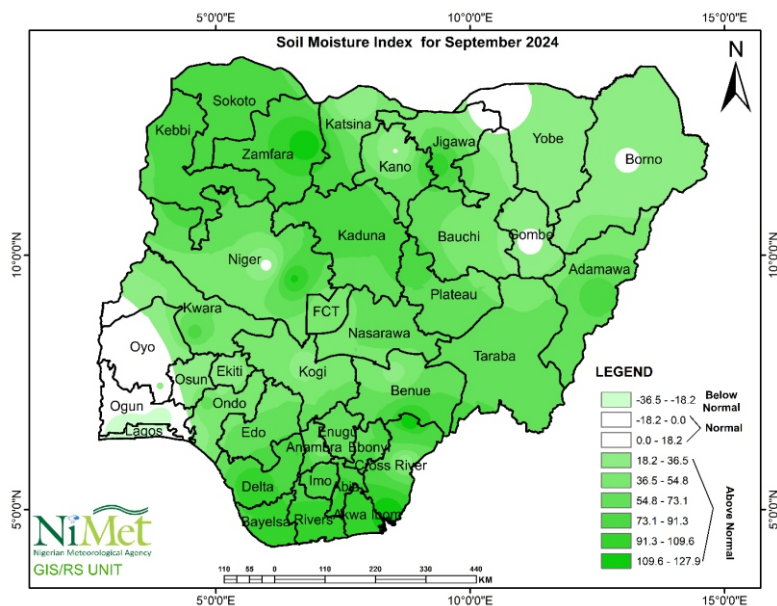 5°0'0"E
10°0'0"E
15°0'0"E
Soil Moisture Index for September 2024
N
Sokoto
Kebbi
Katsina
Zamfara
Jigawa
Yobe
Kano
Borno
Kaduna
Bauchi
Gombe
10°0'0"N
10°0'0"N
Niger
Adamawa
Plateau
Kwara
FCT
Nasarawa
Oyo
Taraba
Kogi
Osun
Ekiti
Benue
Ogun
Ondo
Lagos
Edo
Enugu
Anambra
Ebonyi
Cross River
Delta
Imo
Abia
Bayelsa
Rivers
Akwa Ibom
LEGEND
-36.5 - -18.2
Below Normal
-18.2 - 0.0
Normal
0.0 - 18.2
18.2 - 36.5
36.5 - 54.8
54.8 - 73.1
73.1 - 91.3
91.3 - 109.6
109.6 - 127.9
Above Normal
5°0'0"N
5°0'0"N
NiMet
Nigerian Meteorological Agency
GIS/RS UNIT
110 55 0 110 220 330 440
KM
5°0'0"E
10°0'0"E
15°0'0"E